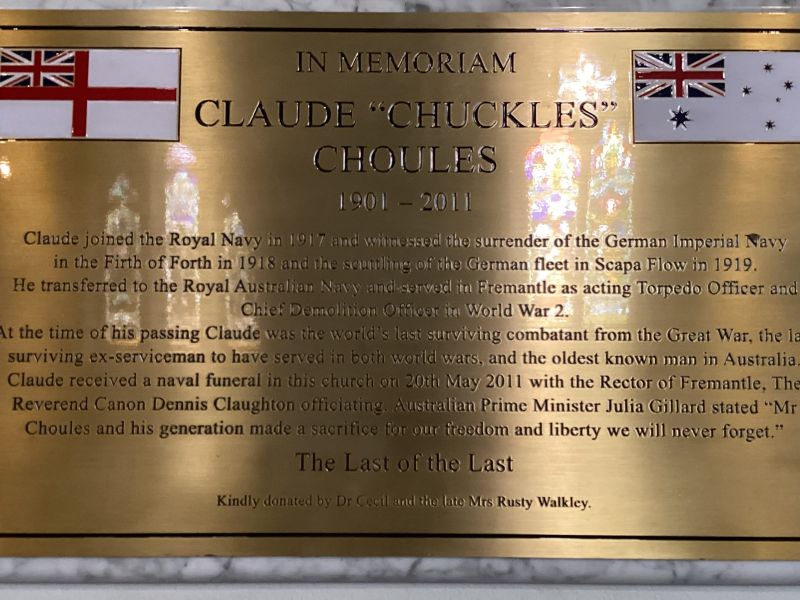 IN MEMORIAM
CLAUDE "CHUCKLES"
CHOULES
1901 – 2011
Claude joined the Royal Navy in 1917 and witnessed the surrender of the German Imperial Navy
in the Firth of Forth in 1918 and the scuttling of the German fleet in Scapa Flow in 1919.
He transferred to the Royal Australian Navy and served in Fremantle as acting Torpedo Officer and
Chief Demolition Officer in World War 2.
At the time of his passing Claude was the world's last surviving combatant from the Great War, the la
surviving ex-serviceman to have served in both world wars, and the oldest known man in Australia.
Claude received a naval funeral in this church on 20th May 2011 with the Rector of Fremantle, The
Reverend Canon Dennis Claughton officiating. Australian Prime Minister Julia Gillard stated "Mr
Choules and his generation made a sacrifice for our freedom and liberty we will never forget."
The Last of the Last
Kindly donated by Dr Cecil and the late Mrs Rusty Walkley.